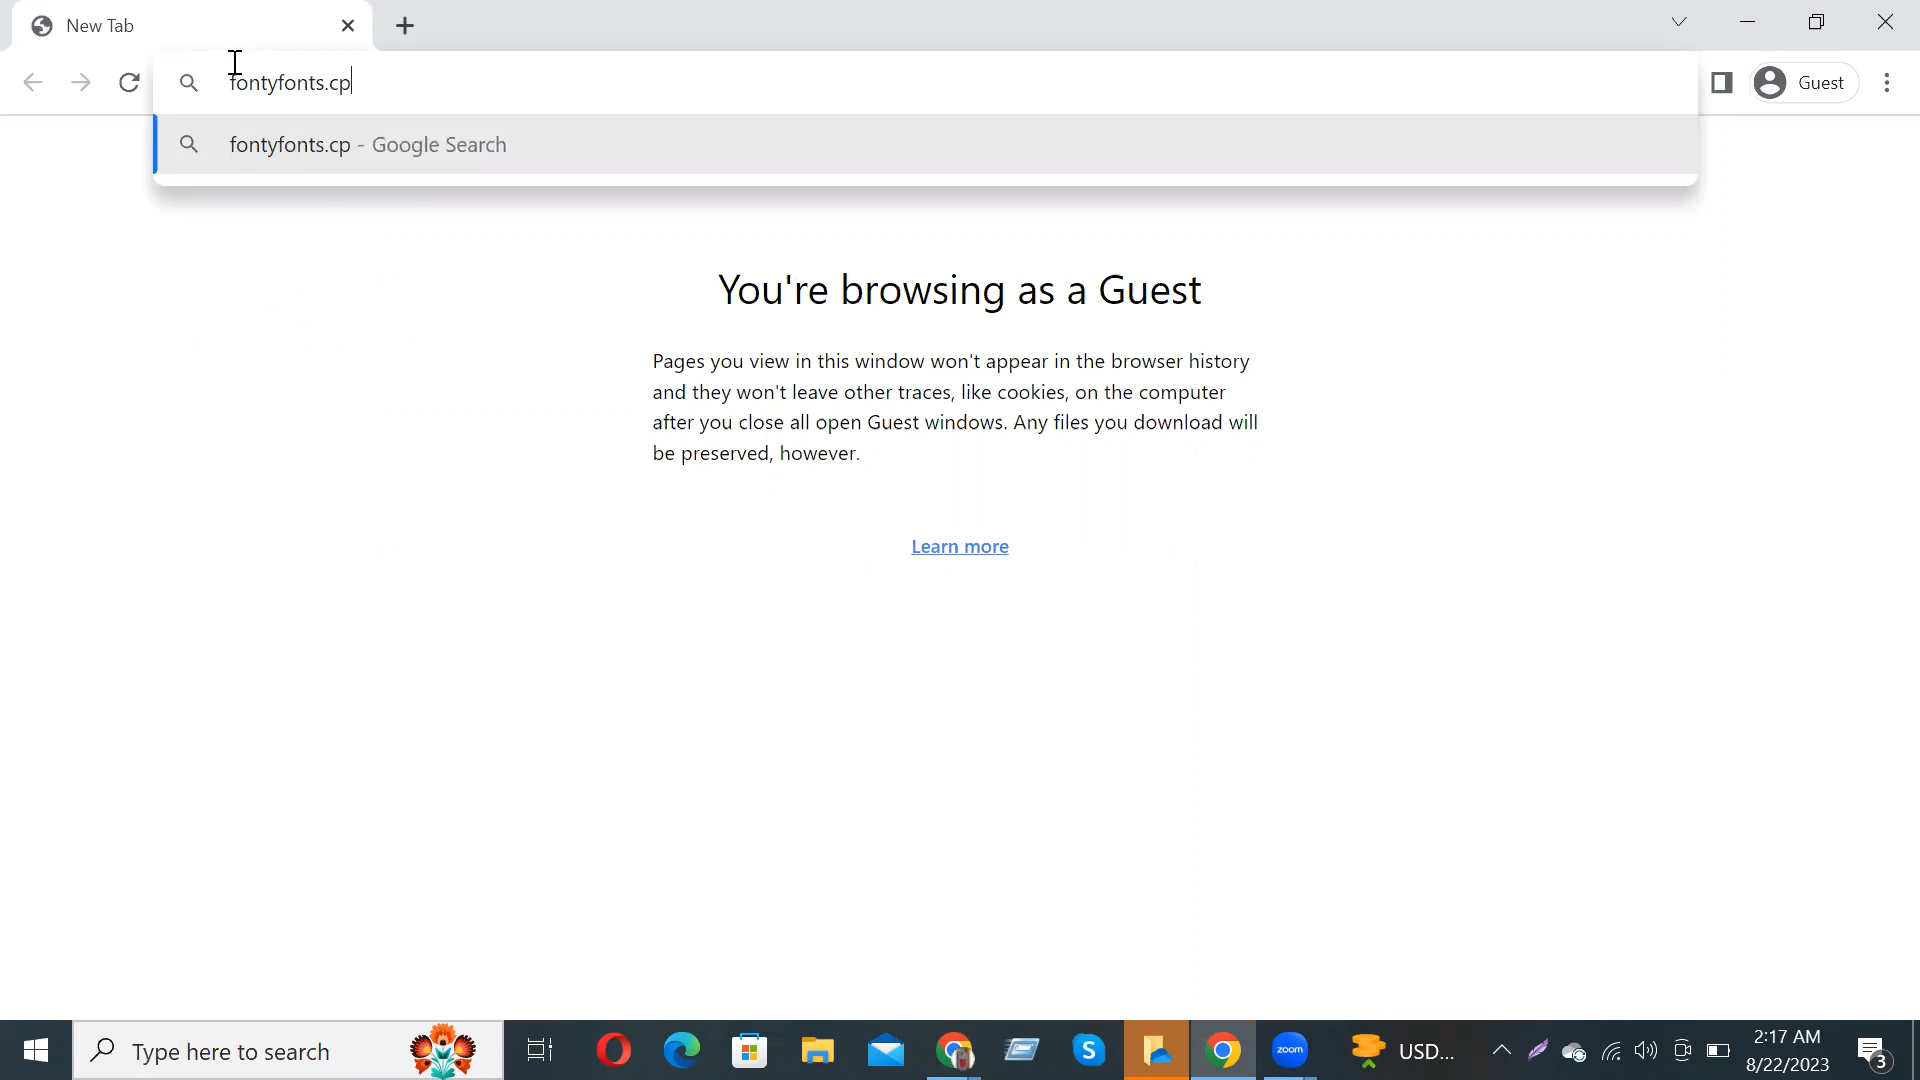 New Tab
fontyfonts.cp
Guest
fontyfonts.cp - Google Search
You're browsing as a Guest
Pages you view in this window won't appear in the browser history
and they won't leave other traces, like cookies, on the computer
after you close all open Guest windows. Any files you download will
be preserved, however.
Learn more
Type here to search
S
zoom
USD...
2:17 AM
8/22/2023
3